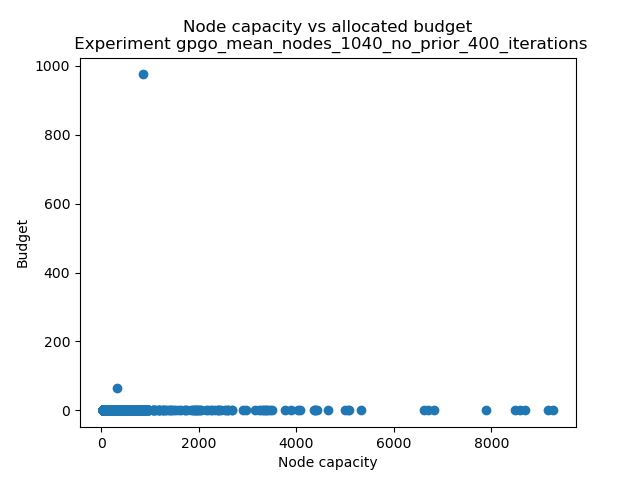 Node capacity vs allocated budget
Experiment gpgo_mean_nodes_1040_no_prior_400_iterations
1000
800
600
400
200
0
Budget
0 2000 4000 6000 8000
Node capacity